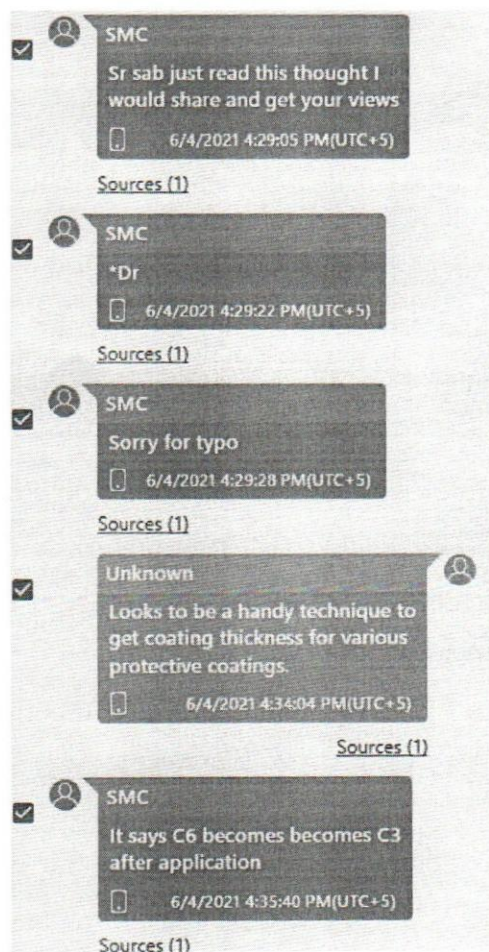 SMC
Sr sab just read this thought I
would share and get your views
6/4/2021 4:29:05 PM(UTC+5)
Sources (1)
SMC
*Dr
6/4/2021 4:29:22 PM(UTC+5)
Sources (1)
SMC
Sorry for typo
6/4/2021 4:29:28 PM(UTC+5)
Sources (1)
Unknown
Looks to be a handy technique to
get coating thickness for various
protective coatings.
6/4/2021 4:34:04 PM(UTC+5)
Sources (1)
SMC
It says C6 becomes becomes C3
after application
6/4/2021 4:35:40 PM(UTC+5)
Sources (1)